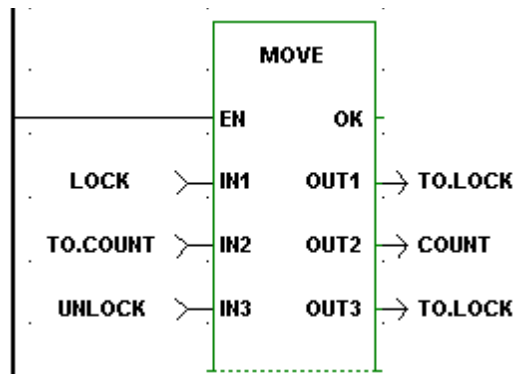 MOVE
EN OK
LOCK IN1 OUT1 TO.LOCK
TO.COUNT IN2 OUT2 COUNT
UNLOCK IN3 OUT3 TO.LOCK